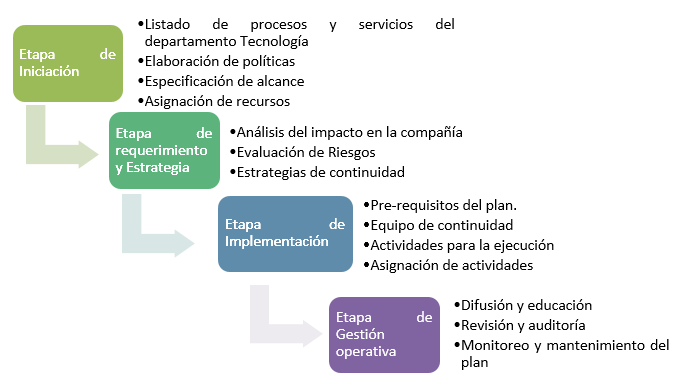 Etapa de
Iniciación
•Listado de procesos y servicios del
departamento Tecnología
•Elaboración de políticas
•Especificación de alcance
•Asignación de recursos
Etapa de
requerimiento
y Estrategia
•Análisis del impacto en la compañía
•Evaluación de Riesgos
•Estrategias de continuidad
Etapa de
Implementación
•Pre-requisitos del plan.
•Equipo de continuidad
•Actividades para la ejecución
•Asignación de actividades
Etapa de
Gestión
operativa
•Difusión y educación
•Revisión y auditoría
•Monitoreo y mantenimiento del
plan